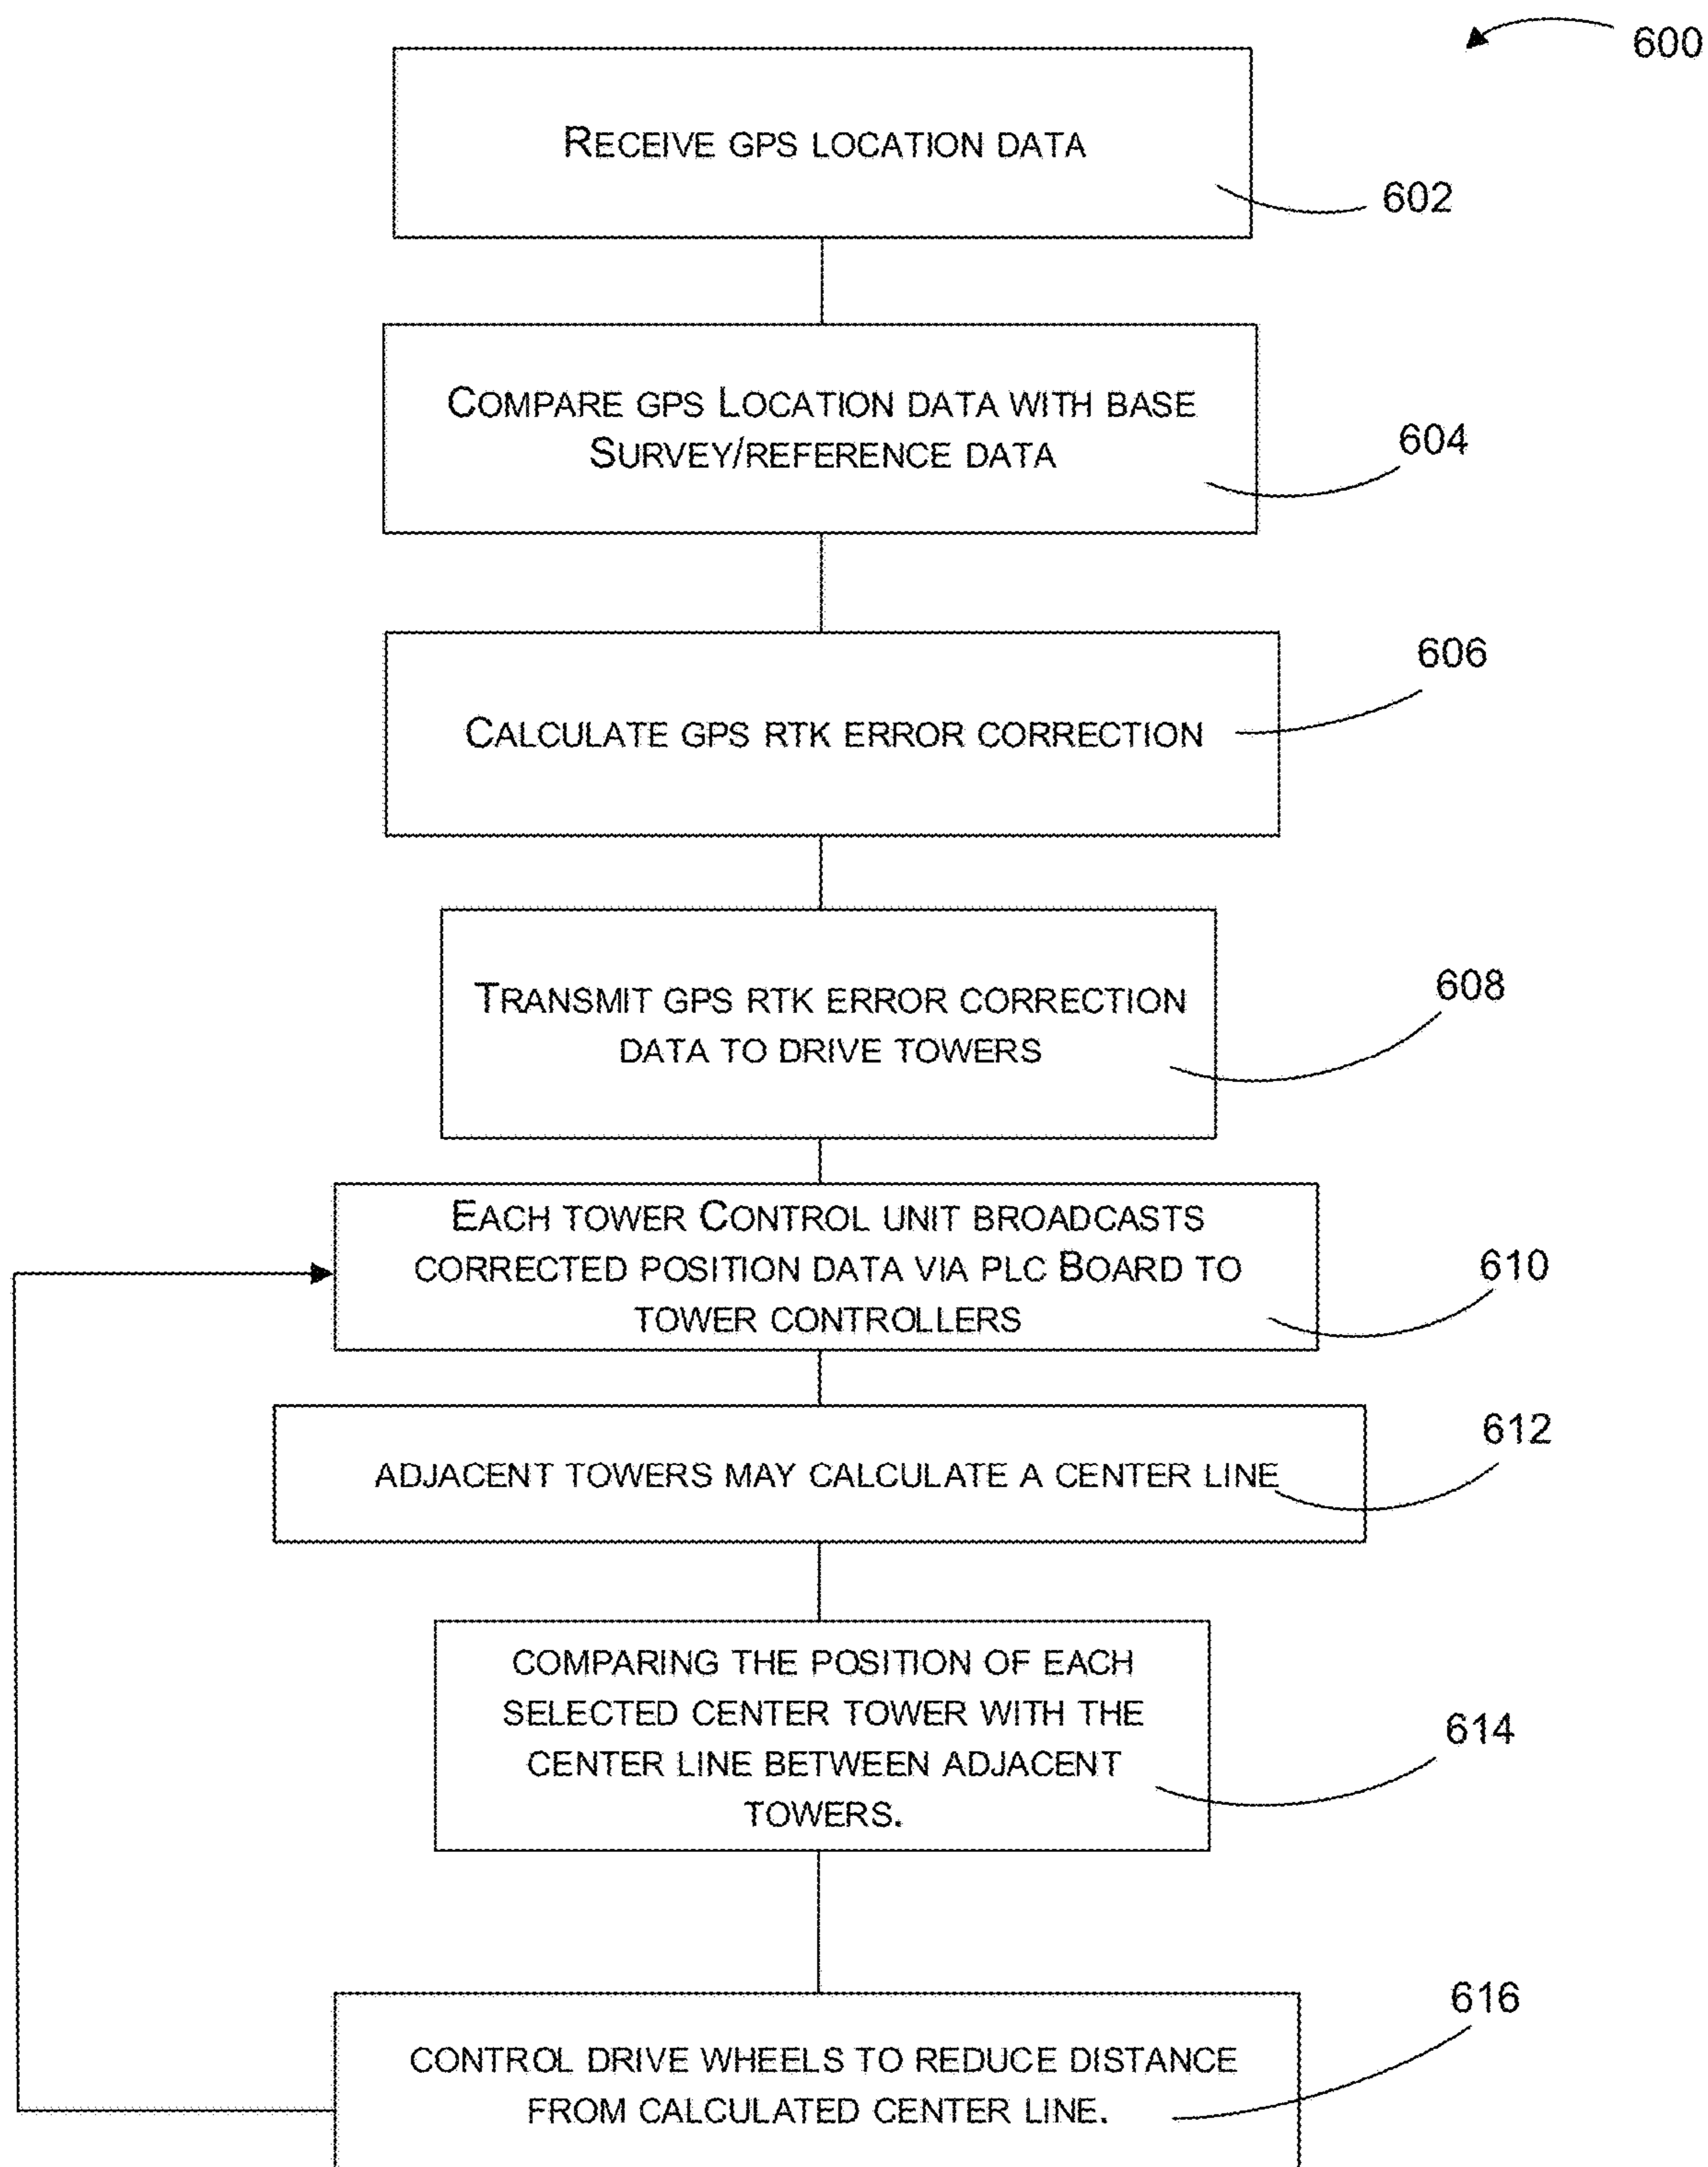 600
RECEIVE GPS LOCATION DATA
602
COMPARE GPS LOCATION DATA WITH BASE
SURVEY/REFERENCE DATA
604
606
CALCULATE GPS RTK ERROR CORRECTION
608
TRANSMIT GPS RTK ERROR CORRECTION
DATA TO DRIVE TOWERS
EACH TOWER CONTROL UNIT BROADCASTS
CORRECTED POSITION DATA VIA PLC BOARD TO
TOWER CONTROLLERS
610
612
ADJACENT TOWERS MAY CALCULATE A CENTER LINE
COMPARING THE POSITION OF EACH
SELECTED CENTER TOWER WITH THE
CENTER LINE BETWEEN ADJACENT
TOWERS.
614
616
CONTROL DRIVE WHEELS TO REDUCE DISTANCE
FROM CALCULATED CENTER LINE.